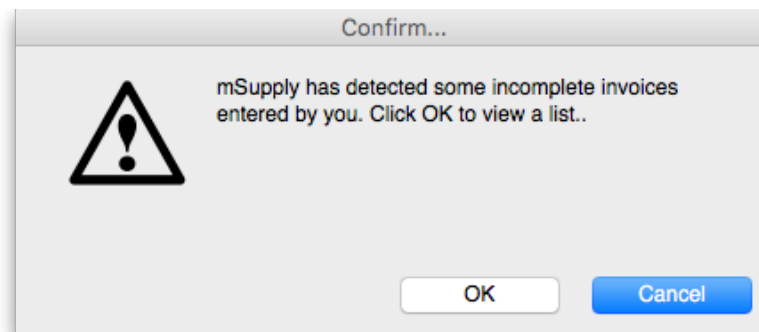 Confirm...
mSupply has detected some incomplete invoices
entered by you. Click OK to view a list..
OK
Cancel